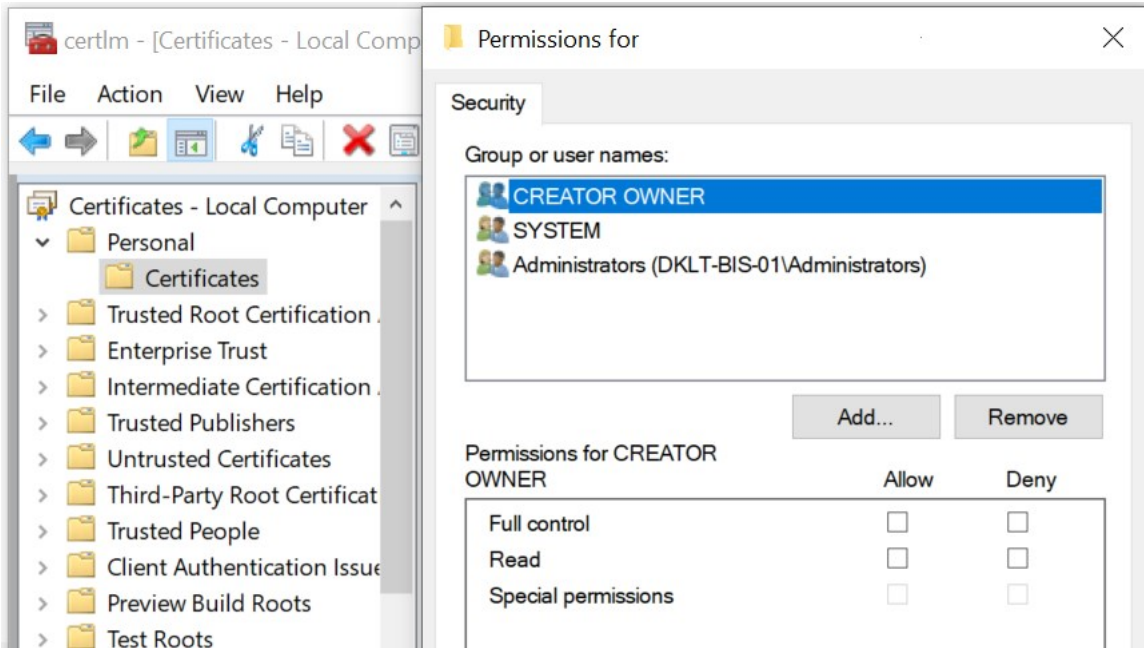 certlm - [Certificates - Local Comp
File Action View Help
Certificates - Local Computer
Personal
Certificates
Trusted Root Certification
Enterprise Trust
Intermediate Certification
Trusted Publishers
Untrusted Certificates
Third-Party Root Certificat
Trusted People
Client Authentication Issue
Preview Build Roots
Test Roots
Permissions for
Security
Group or user names:
CREATOR OWNER
SYSTEM
Administrators (DKLT-BIS-01\Administrators)
Add... Remove
Permissions for CREATOR
OWNER Allow Deny
Full control
Read
Special permissions